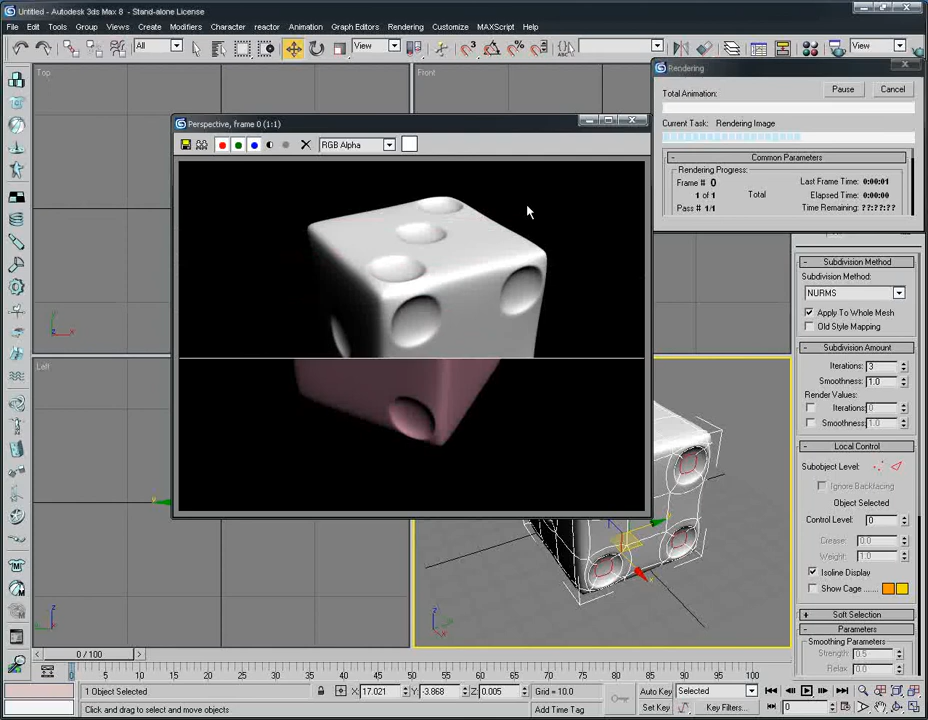 Untitled - Autodesk 3ds Max 8 - Stand-alone License
File Edit Tools Group Views Create Modifiers Character reactor Animation Graph Editors Rendering Customize MAXScript Help
All View View
Top
Front
Rendering
Total Animation:
Pause Cancel
Current Task: Rendering Image
- Common Parameters
Rendering Progress:
Frame # 0 Last Frame Time: 0:00:01
1 of 1 Total Elapsed Time: 0:00:00
Pass # 1/1 Time Remaining: ??:??:??
Perspective, frame 0 (1:1)
RGB Alpha
- Subdivision Method
Subdivision Method:
NURMS
Apply To Whole Mesh
Old Style Mapping
- Subdivision Amount
Iterations: 3
Smoothness: 1.0
Render Values:
Iterations: 0
Smoothness: 1.0
- Local Control
Subobject Level:
Ignore Backfacing
Object Selected
Control Level: 0
Crease: 0.0
Weight: 1.0
Isoline Display
Show Cage ......
+ Soft Selection
- Parameters
Smoothing Parameters
Strength: 0.5
Relax: 0.0
Left
z
x
y
y
x
z
x
z
y
0 / 100
0 5 10 15 20 25 30 35 40 45 50 55 60 65 70 75 80 85 90 95 100
1 Object Selected X: 17.021 Y: -3.868 Z: 0.005 Grid = 10.0 Auto Key Selected
Click and drag to select and move objects Add Time Tag Set Key Key Filters... 0